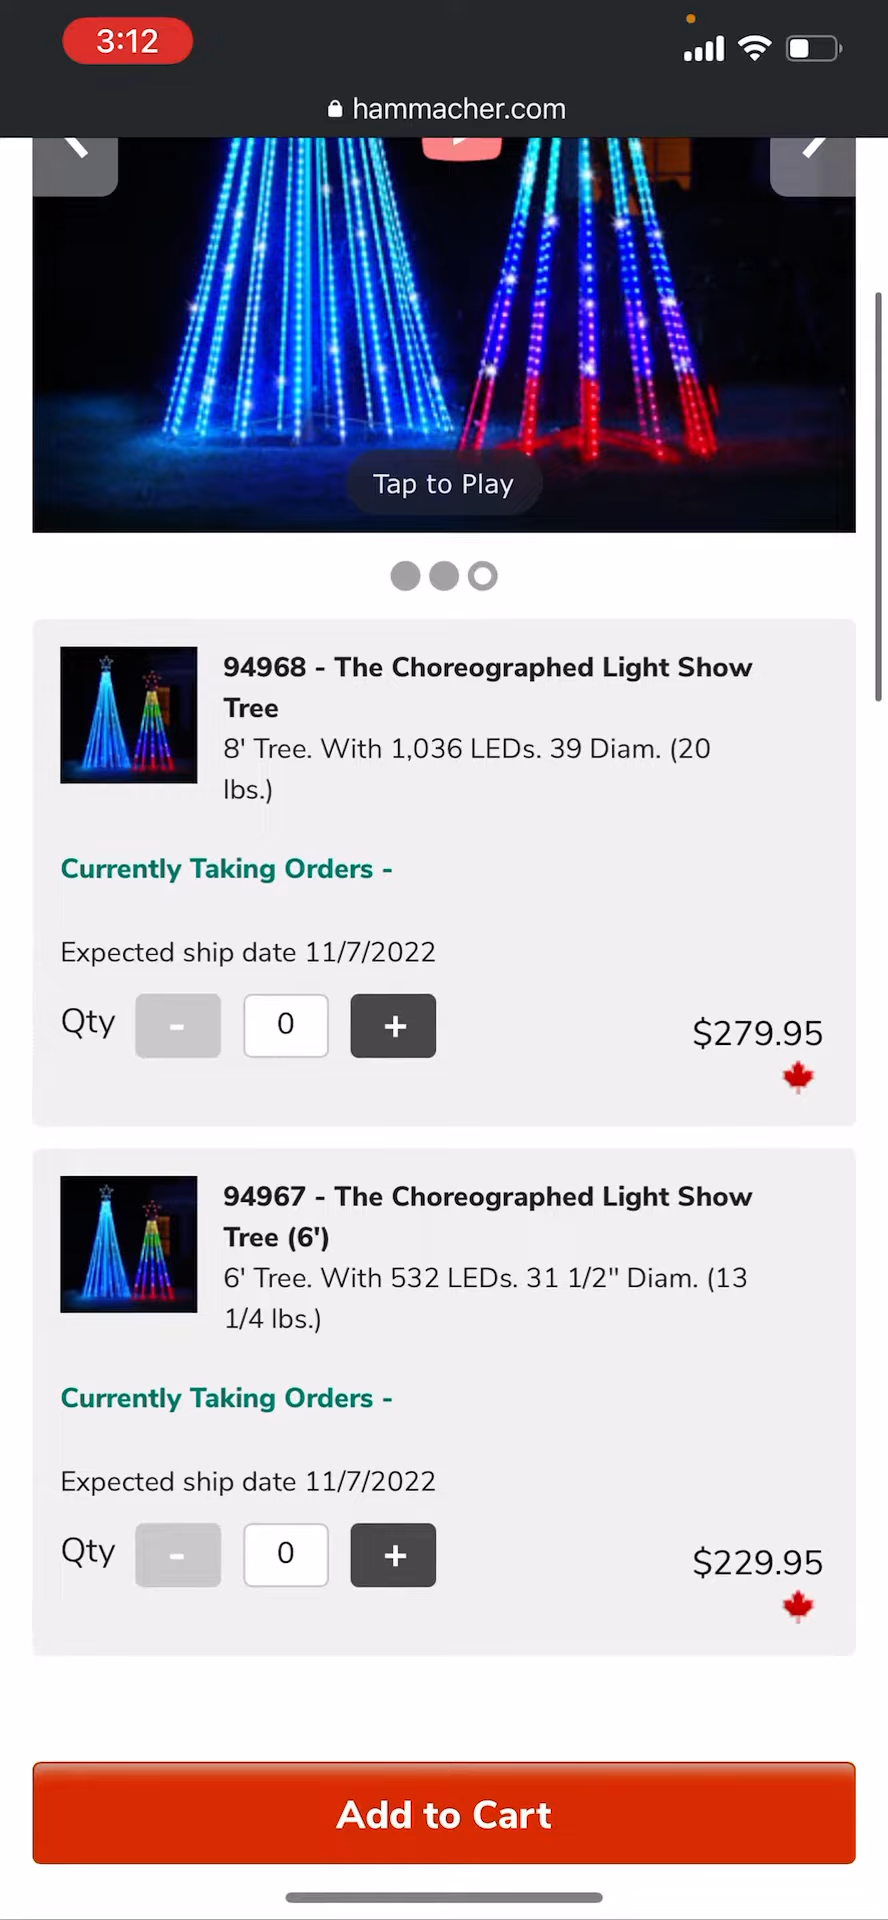 3:12
hammacher.com
Tap to Play
94968 - The Choreographed Light Show
Tree
8' Tree. With 1,036 LEDs. 39 Diam. (20
lbs.)
Currently Taking Orders -
Expected ship date 11/7/2022
Qty - 0 +
$279.95
94967 - The Choreographed Light Show
Tree (6')
6' Tree. With 532 LEDs. 31 1/2" Diam. (13
1/4 lbs.)
Currently Taking Orders -
Expected ship date 11/7/2022
Qty - 0 +
$229.95
Add to Cart